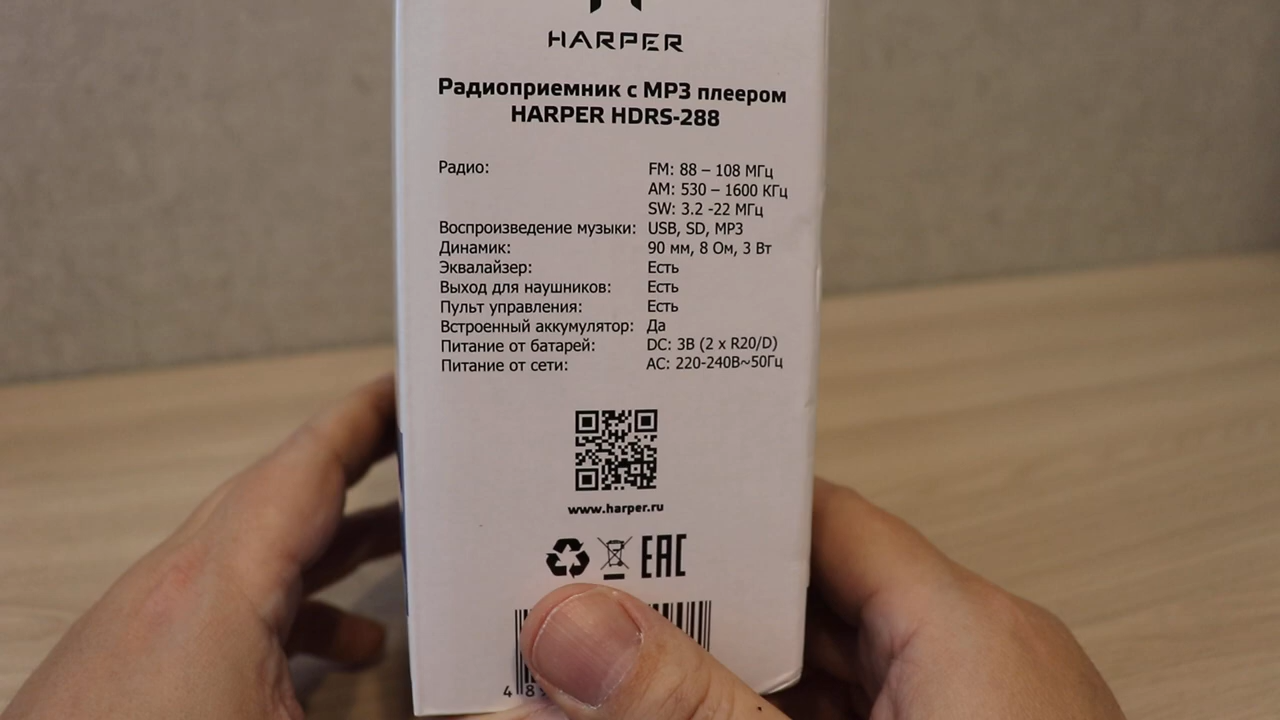 HARPER
Радиоприемник с MP3 плеером
HARPER HDRS-288
Радио: FM: 88 – 108 МГц
AM: 530 – 1600 КГц
SW: 3.2 -22 МГц
Воспроизведение музыки: USB, SD, MP3
Динамик: 90 мм, 8 Ом, 3 Вт
Эквалайзер: Есть
Выход для наушников: Есть
Пульт управления: Есть
Встроенный аккумулятор: Да
Питание от батарей: DC: 3В (2 x R20/D)
Питание от сети: AC: 220-240В~50Гц
www.harper.ru
EAC